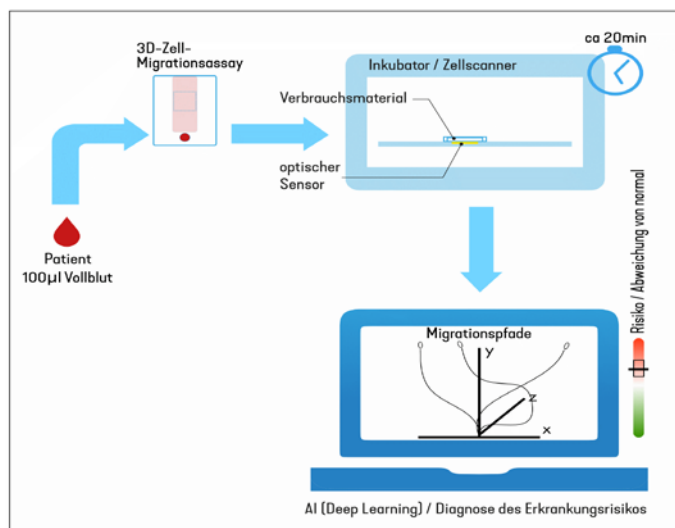 3D-Zell-
Migrationsassay
ca 20min
Inkubator / Zellscanner
Verbrauchsmaterial
optischer
Sensor
Patient
100µl Vollblut
Migrationspfade
y
z
x
Risiko / Abweichung von normal
AI (Deep Learning) / Diagnose des Erkrankungsrisikos